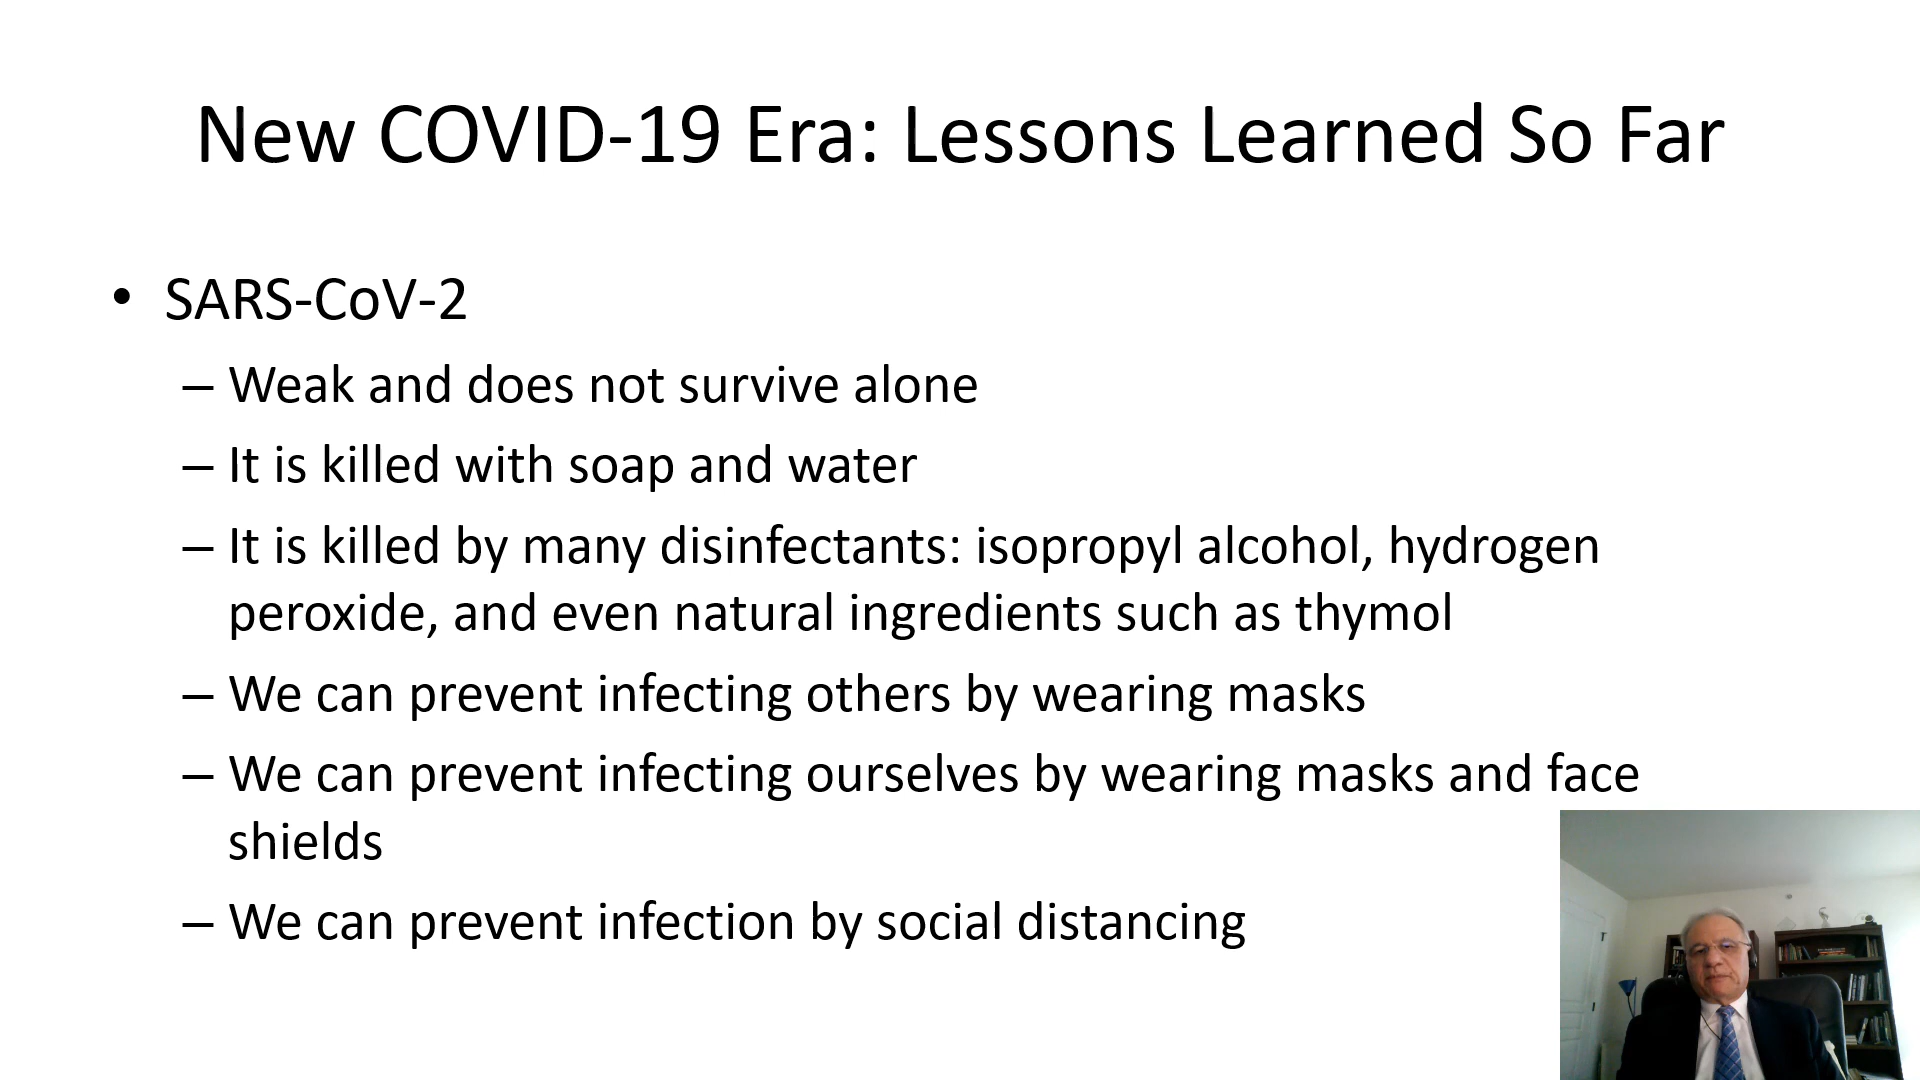 New COVID-19 Era: Lessons Learned So Far
• SARS-CoV-2
– Weak and does not survive alone
– It is killed with soap and water
– It is killed by many disinfectants: isopropyl alcohol, hydrogen
peroxide, and even natural ingredients such as thymol
– We can prevent infecting others by wearing masks
– We can prevent infecting ourselves by wearing masks and face
shields
– We can prevent infection by social distancing